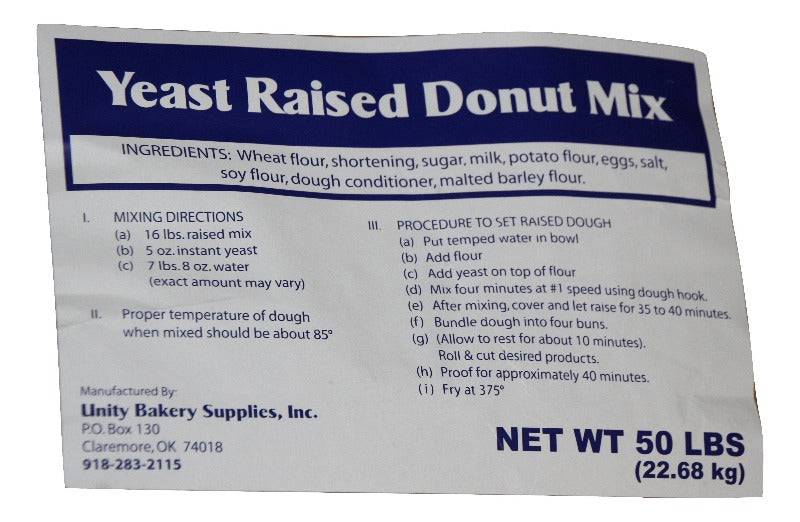 Yeast Raised Donut Mix
INGREDIENTS: Wheat flour, shortening, sugar, milk, potato flour, eggs, salt,
soy flour, dough conditioner, malted barley flour.
I. MIXING DIRECTIONS
(a) 16 lbs. raised mix
(b) 5 oz. instant yeast
(c) 7 lbs. 8 oz. water
(exact amount may vary)
II. Proper temperature of dough
when mixed should be about 85°
III. PROCEDURE TO SET RAISED DOUGH
(a) Put temped water in bowl
(b) Add flour
(c) Add yeast on top of flour
(d) Mix four minutes at #1 speed using dough hook.
(e) After mixing, cover and let raise for 35 to 40 minutes.
(f) Bundle dough into four buns.
(g) (Allow to rest for about 10 minutes).
Roll & cut desired products.
(h) Proof for approximately 40 minutes.
(i) Fry at 375°
Manufactured By:
Unity Bakery Supplies, Inc.
P.O. Box 130
Claremore, OK 74018
918-283-2115
NET WT 50 LBS
(22.68 kg)